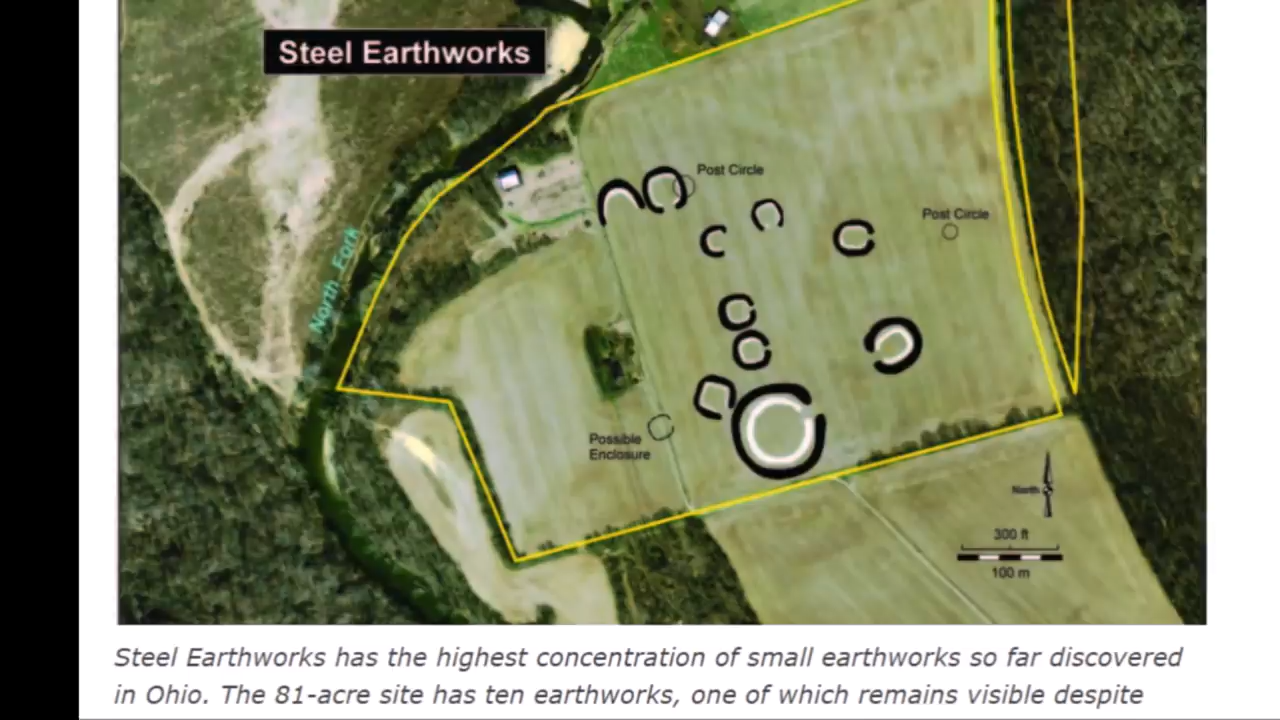 Steel Earthworks
Post Circle
Post Circle
North Fork
Possible
Enclosure
North
300 ft
100 m
Steel Earthworks has the highest concentration of small earthworks so far discovered
in Ohio. The 81-acre site has ten earthworks, one of which remains visible despite